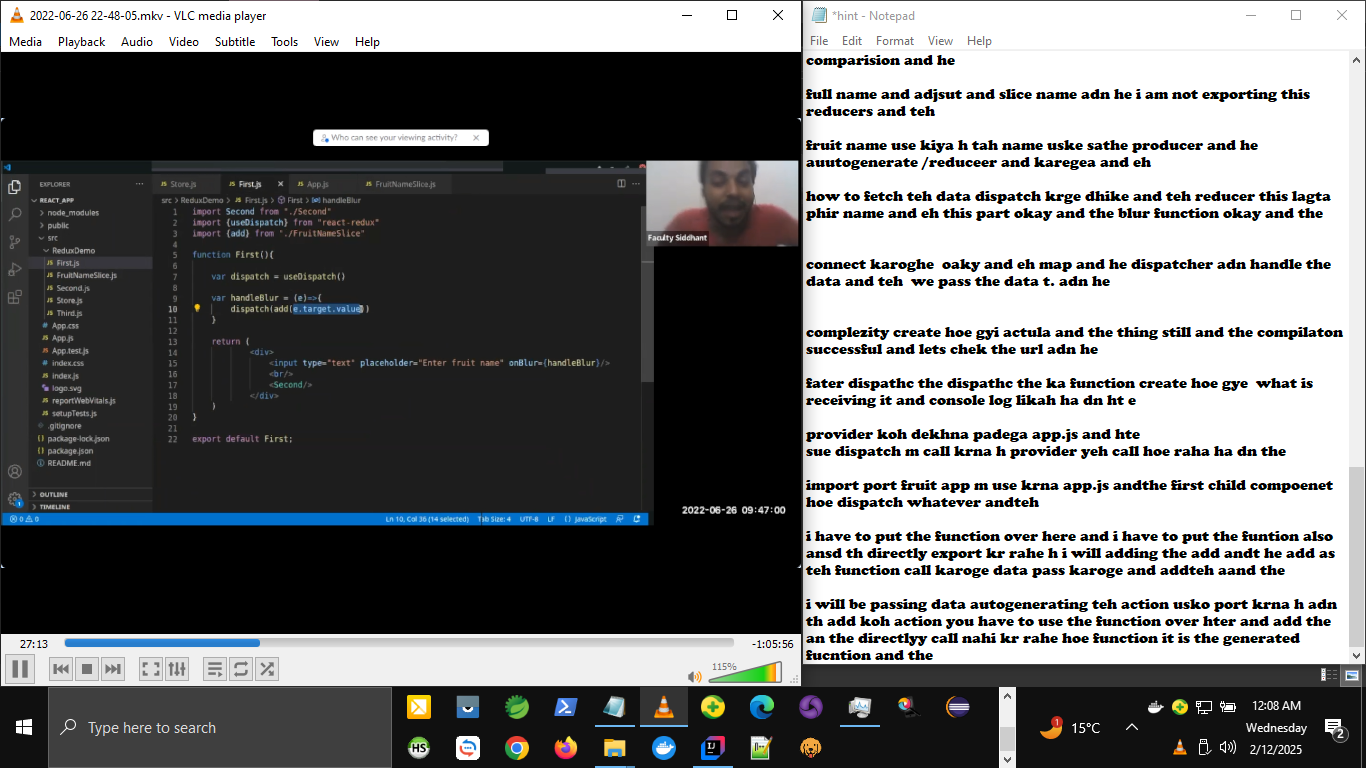 2022-06-26 22-48-05.mkv - VLC media player
Media Playback Audio Video Subtitle Tools View Help
Who can see your viewing activity?
EXPLORER
REACT_APP
node_modules
public
src
ReduxDemo
First.js
FruitNameSlice.js
Second.js
Store.js
Third.js
App.css
App.js
App.test.js
index.css
index.js
logo.svg
reportWebVitals.js
setupTests.js
.gitignore
package-lock.json
package.json
README.md
OUTLINE
TIMELINE
Store.js First.js App.js FruitNameSlice.js
src > ReduxDemo > First.js > First > handleBlur
1 import Second from "./Second"
2 import {useDispatch} from "react-redux"
3 import {add} from "./FruitNameSlice"
4
5 function First(){
6
7 var dispatch = useDispatch()
8
9 var handleBlur = (e)=>{
10 dispatch(add(e.target.value))
11 }
12
13 return (
14 <div>
15 <input type="text" placeholder="Enter fruit name" onBlur={handleBlur}/>
16 <br/>
17 <Second/>
18 </div>
19 )
20 }
21
22 export default First;
Faculty Siddhant
2022-06-26 09:47:00
0 0 Ln 10, Col 36 (14 selected) Tab Size: 4 UTF-8 LF {} JavaScript
27:13 -1:05:56
115%
*hint - Notepad
File Edit Format View Help
comparision and he
full name and adjsut and slice name adn he i am not exporting this
reducers and teh
fruit name use kiya h tah name uske sathe producer and he
auutogenerate /reduceer and karegea and eh
how to fetch teh data dispatch krge dhike and teh reducer this lagta
phir name and eh this part okay and the blur function okay and the
connect karoghe oaky and eh map and he dispatcher adn handle the
data and teh we pass the data t. adn he
complezity create hoe gyi actula and the thing still and the compilaton
successful and lets chek the url adn he
fater dispathc the dispathc the ka function create hoe gye what is
receiving it and console log likah ha dn ht e
provider koh dekhna padega app.js and hte
sue dispatch m call krna h provider yeh call hoe raha ha dn the
import port fruit app m use krna app.js andthe first child compoenet
hoe dispatch whatever andteh
i have to put the function over here and i have to put the funtion also
ansd th directly export kr rahe h i will adding the add andt he add as
teh function call karoge data pass karoge and addteh aand the
i will be passing data autogenerating teh action usko port krna h adn
th add koh action you have to use the function over hter and add the
an the directlyy call nahi kr rahe hoe function it is the generated
fucntion and the
Type here to search
HS
15°C
12:08 AM
Wednesday
2/12/2025
2